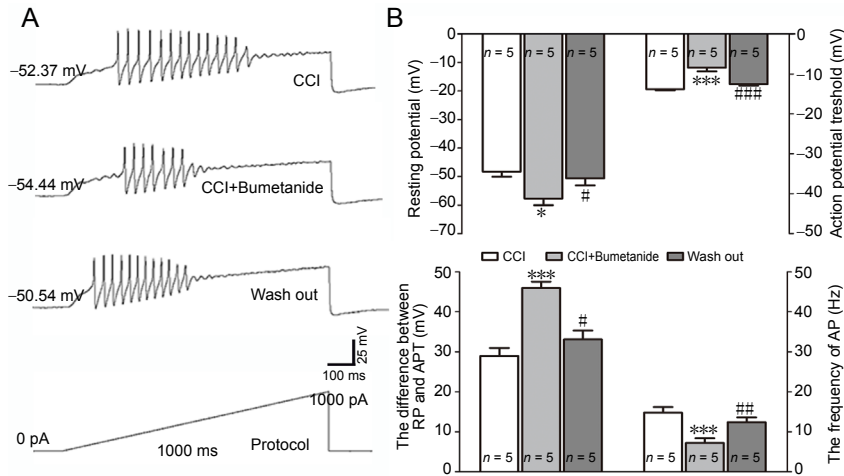 A
−52.37 mV
CCI
−54.44 mV
CCI+Bumetanide
−50.54 mV
Wash out
25 mV
100 ms
1000 pA
0 pA
1000 ms
Protocol
B
Resting potential (mV)
0
−10
−20
−30
−40
−50
−60
−70
n = 5
n = 5
n = 5
*
#
n = 5
n = 5
n = 5
***
###
0
−10
−20
−30
−40
−50
Action potential treshold (mV)
CCI
CCI+Bumetanide
Wash out
The difference between
RP and APT (mV)
50
40
30
20
10
0
***
#
n = 5
n = 5
n = 5
***
##
n = 5
n = 5
n = 5
50
40
30
20
10
0
The frequency of AP (Hz)